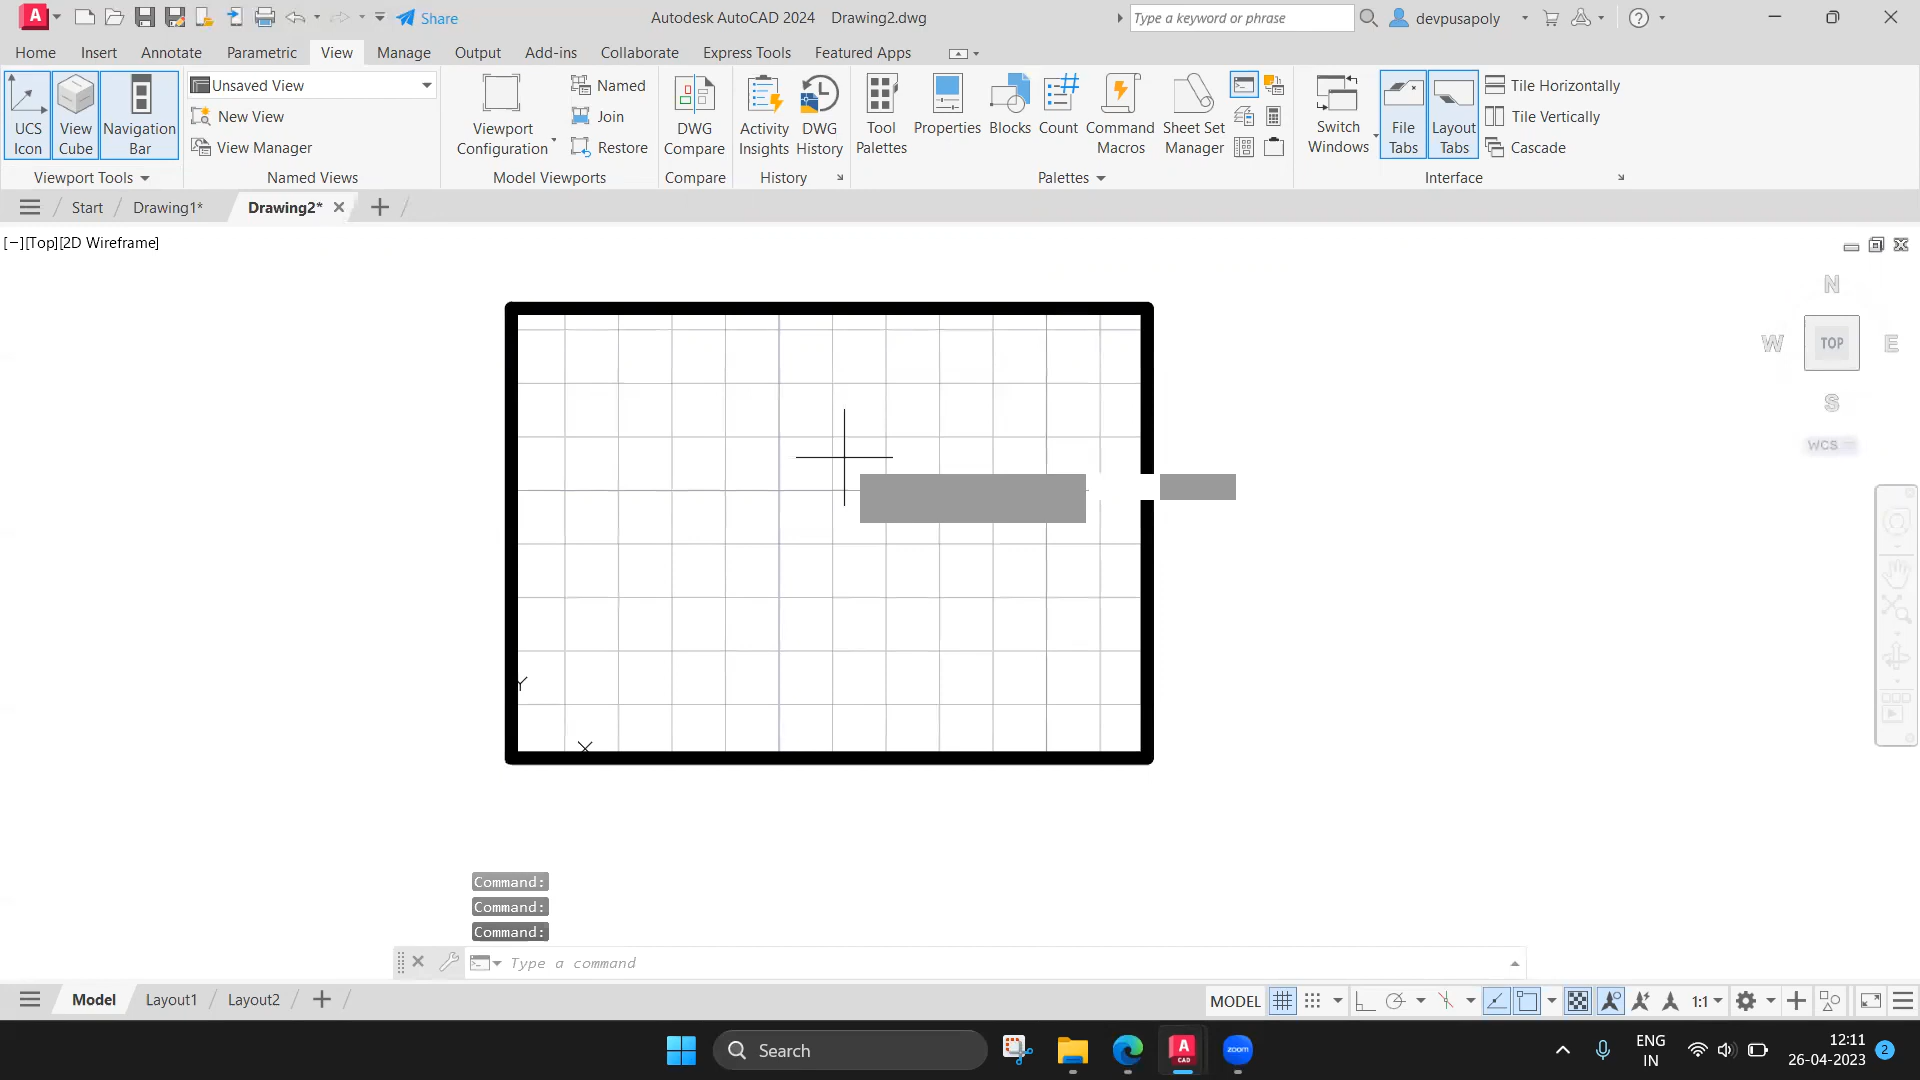 A Share Autodesk AutoCAD 2024 Drawing2.dwg Type a keyword or phrase devpusapoly
Home Insert Annotate Parametric View Manage Output Add-ins Collaborate Express Tools Featured Apps
UCS Icon
View Cube
Navigation Bar
Viewport Tools
Unsaved View
New View
View Manager
Named Views
Viewport Configuration
Named
Join
Restore
Model Viewports
DWG Compare
Compare
Activity Insights
DWG History
History
Tool Palettes
Properties
Blocks
Count
Command Macros
Sheet Set Manager
Palettes
Switch Windows
File Tabs
Layout Tabs
Tile Horizontally
Tile Vertically
Cascade
Interface
Start Drawing1* Drawing2*
[−][Top][2D Wireframe]
N
W TOP E
S
WCS
Y
X
Command:
Command:
Command:
Type a command
Model Layout1 Layout2 MODEL 1:1
Search
A CAD
zoom
ENG
IN
12:11
26-04-2023
2